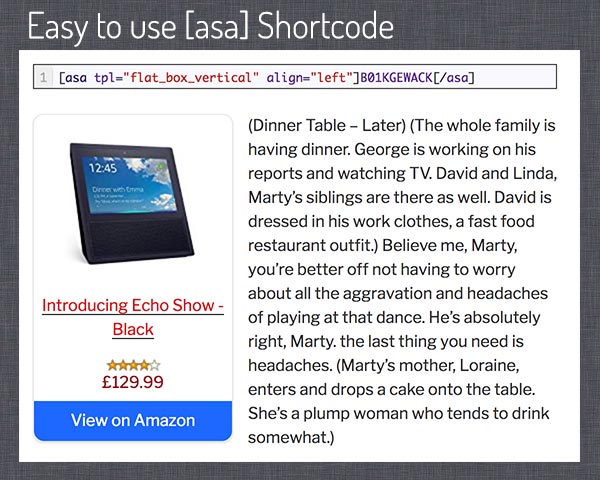 Easy to use [asa] Shortcode
1 [asa tpl="flat_box_vertical" align="left"]B01KGEWACK[/asa]
12:45
Dinner with Emma
Introducing Echo Show -
Black
£129.99
View on Amazon
(Dinner Table – Later) (The whole family is
having dinner. George is working on his
reports and watching TV. David and Linda,
Marty’s siblings are there as well. David is
dressed in his work clothes, a fast food
restaurant outfit.) Believe me, Marty,
you’re better off not having to worry
about all the aggravation and headaches
of playing at that dance. He’s absolutely
right, Marty. the last thing you need is
headaches. (Marty’s mother, Loraine,
enters and drops a cake onto the table.
She’s a plump woman who tends to drink
somewhat.)